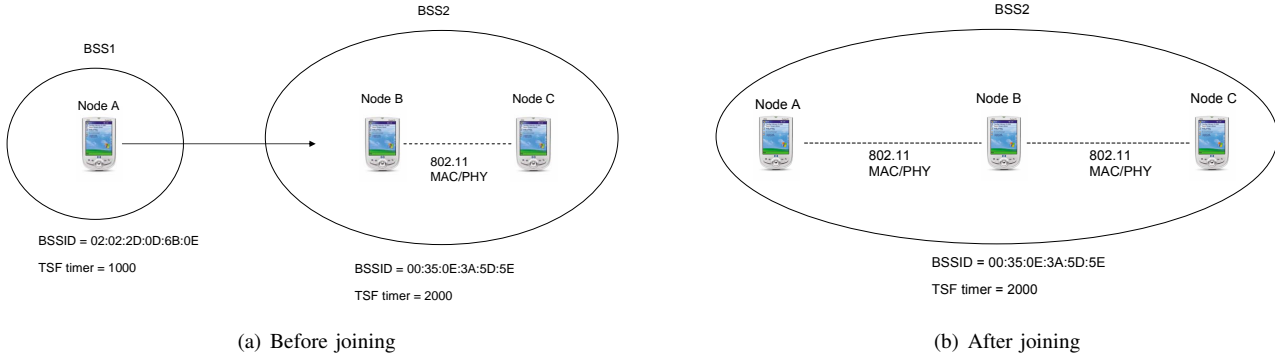 BSS1
Node A
BSSID = 02:02:2D:0D:6B:0E
TSF timer = 1000
BSS2
Node B
Node C
802.11
MAC/PHY
BSSID = 00:35:0E:3A:5D:5E
TSF timer = 2000
(a) Before joining
BSS2
Node A
Node B
Node C
802.11
MAC/PHY
802.11
MAC/PHY
BSSID = 00:35:0E:3A:5D:5E
TSF timer = 2000
(b) After joining